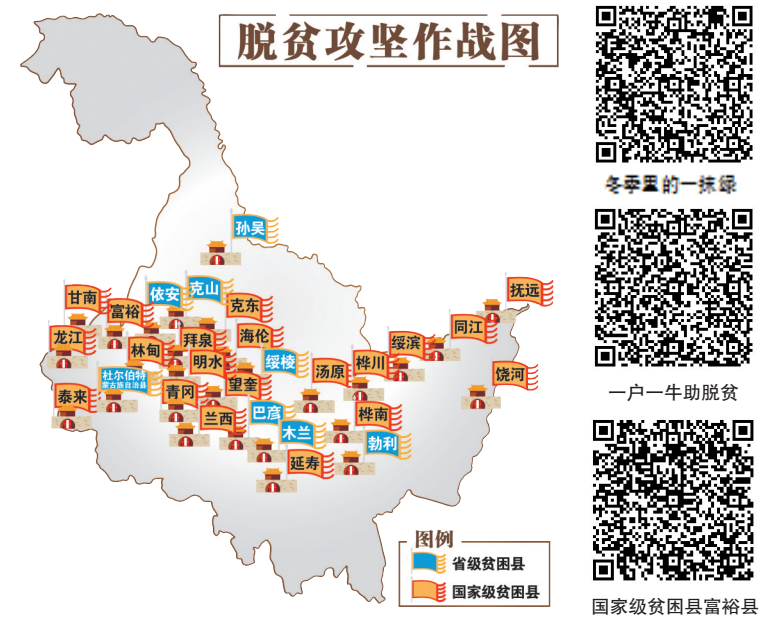 脱贫攻坚作战图
孙吴
甘南
富裕
依安
克山
克东
抚远
龙江
林甸
拜泉
海伦
绥滨
同江
杜尔伯特
蒙古族自治县
明水
绥棱
汤原
桦川
饶河
泰来
青冈
望奎
兰西
巴彦
木兰
桦南
勃利
延寿
图例
省级贫困县
国家级贫困县
冬季里的一抹绿
一户一牛助脱贫
国家级贫困县富裕县